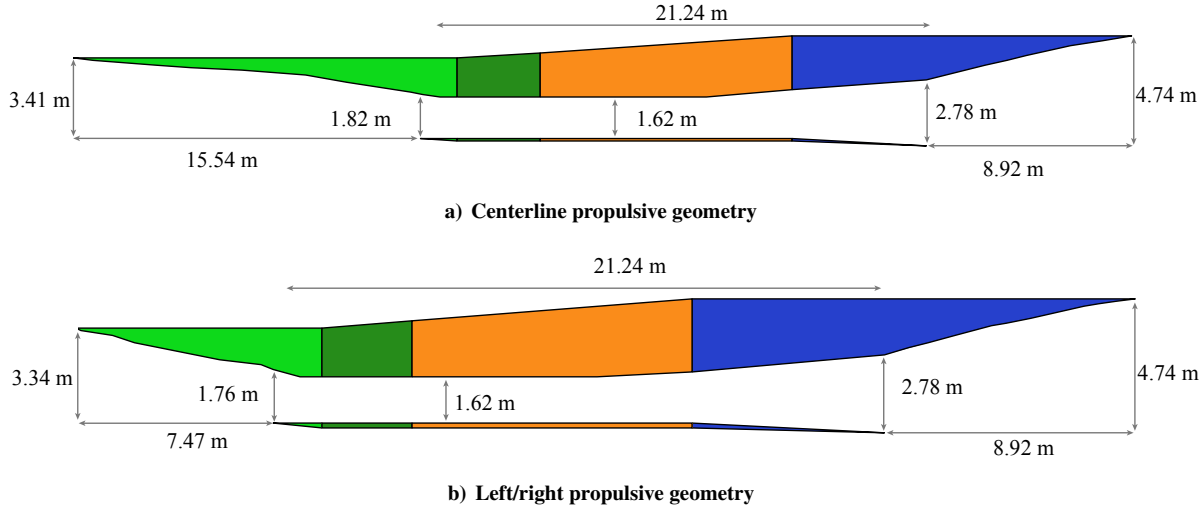 21.24 m
3.41 m
1.82 m
1.62 m
2.78 m
4.74 m
15.54 m
8.92 m
a) Centerline propulsive geometry
21.24 m
3.34 m
1.76 m
1.62 m
2.78 m
4.74 m
7.47 m
8.92 m
b) Left/right propulsive geometry